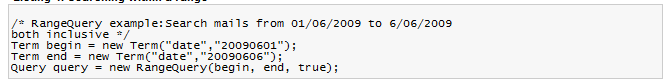 /* RangeQuery example:Search mails from 01/06/2009 to 6/06/2009
both inclusive */
Term begin = new Term("date","20090601");
Term end = new Term("date","20090606");
Query query = new RangeQuery(begin, end, true);